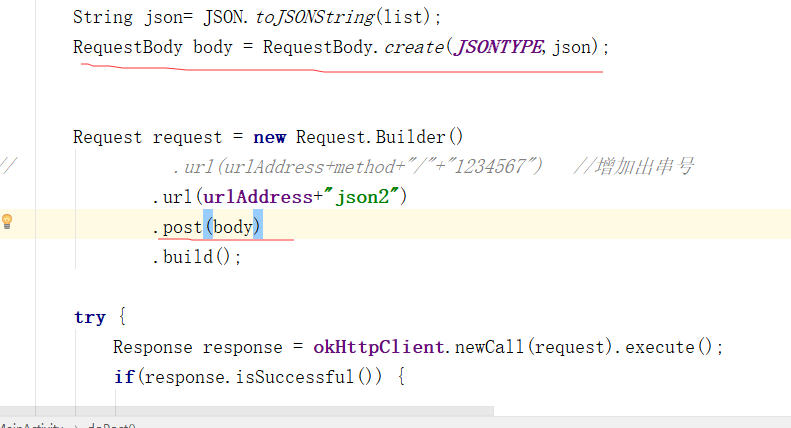 String json= JSON.toJSONString(list);
RequestBody body = RequestBody.create(JSONTYPE,json);
Request request = new Request.Builder()
// .url(urlAddress+method+"/"+"1234567") //增加出串号
.url(urlAddress+"json2")
.post(body)
.build();
try {
Response response = okHttpClient.newCall(request).execute();
if(response.isSuccessful()) {